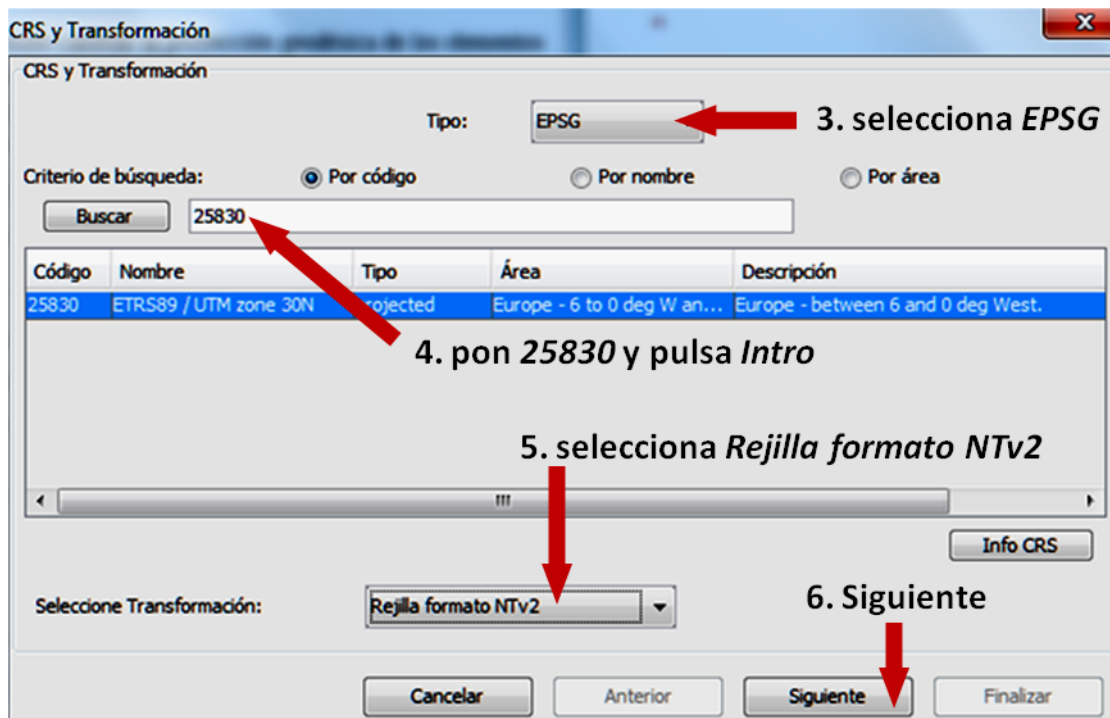 CRS y Transformación
CRS y Transformación
Tipo: EPSG 3. selecciona EPSG
Criterio de búsqueda: Por código Por nombre Por área
Buscar 25830
Código Nombre Tipo Área Descripción
25830 ETRS89 / UTM zone 30N rojected Europe - 6 to 0 deg W an... Europe - between 6 and 0 deg West.
4. pon 25830 y pulsa Intro
5. selecciona Rejilla formato NTv2
Info CRS
Seleccione Transformación: Rejilla formato NTv2 6. Siguiente
Cancelar Anterior Siguiente Finalizar